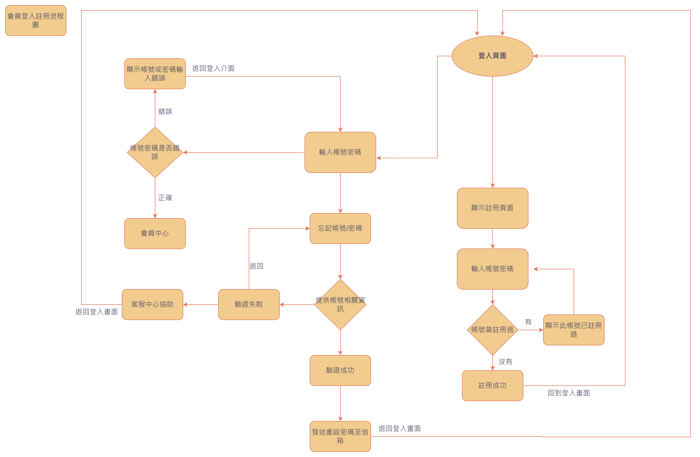 會員登入註冊流程
圖
登入頁面
顯示帳號或密碼輸
入錯誤
返回登入介面
錯誤
帳號密碼是否錯
誤
輸入帳號密碼
正確
會員中心
忘記帳號/密碼
返回
提供帳號相關資
訊
驗證失敗
客服中心協助
返回登入畫面
驗證成功
發送重設密碼至信
箱
返回登入畫面
顯示註冊頁面
輸入帳號密碼
帳號曾註冊過
有
顯示此帳號已註冊
過
沒有
註冊成功
回到登入畫面